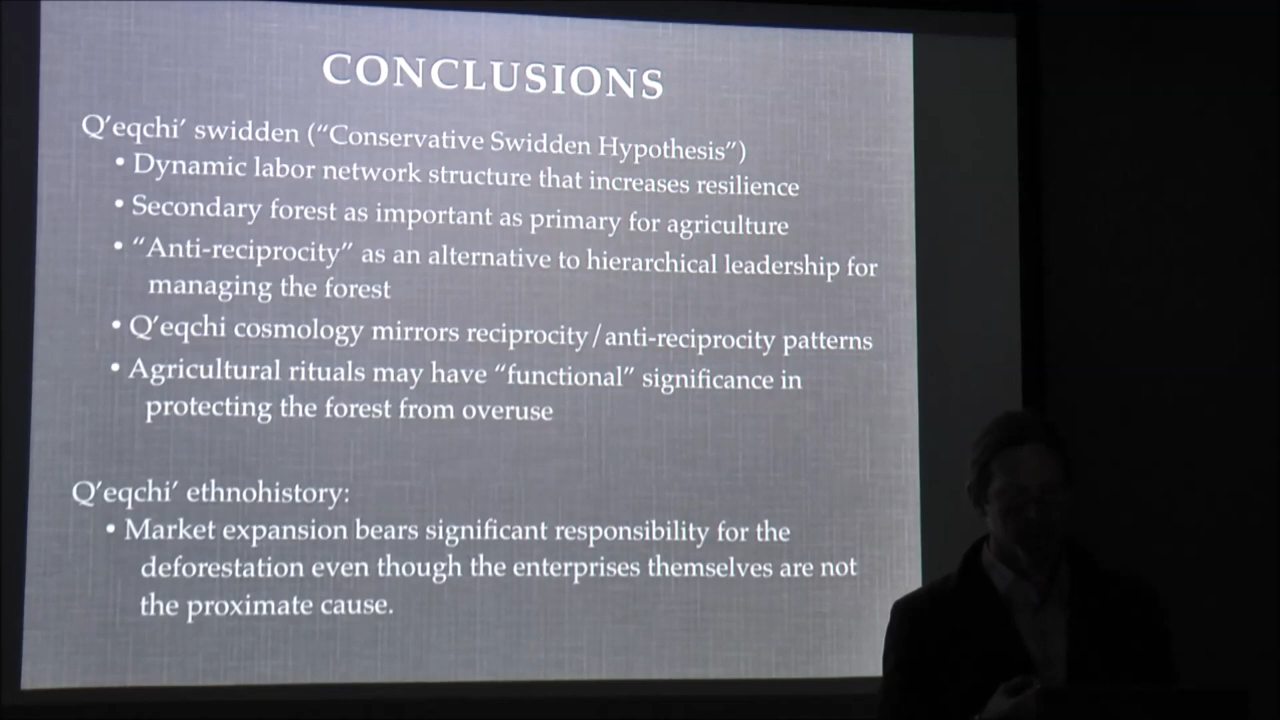 CONCLUSIONS
Q’eqchi’ swidden (“Conservative Swidden Hypothesis”)
• Dynamic labor network structure that increases resilience
• Secondary forest as important as primary for agriculture
• “Anti-reciprocity” as an alternative to hierarchical leadership for
managing the forest
• Q’eqchi cosmology mirrors reciprocity/anti-reciprocity patterns
• Agricultural rituals may have “functional” significance in
protecting the forest from overuse
Q’eqchi’ ethnohistory:
• Market expansion bears significant responsibility for the
deforestation even though the enterprises themselves are not
the proximate cause.